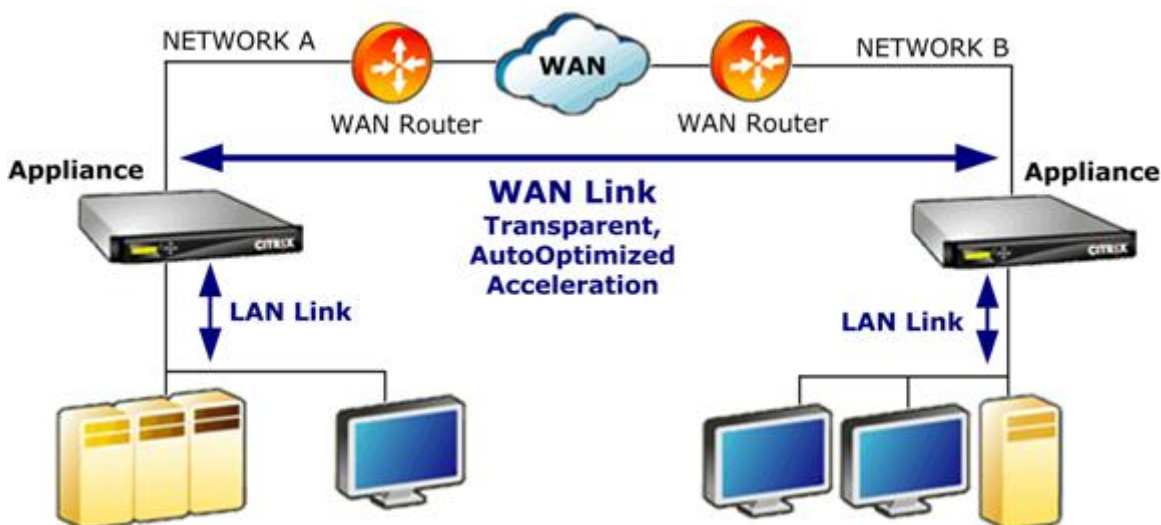 NETWORK A
WAN
NETWORK B
WAN Router
WAN Router
Appliance
Appliance
WAN Link
Transparent,
AutoOptimized
Acceleration
CITRIX
CITRIX
LAN Link
LAN Link